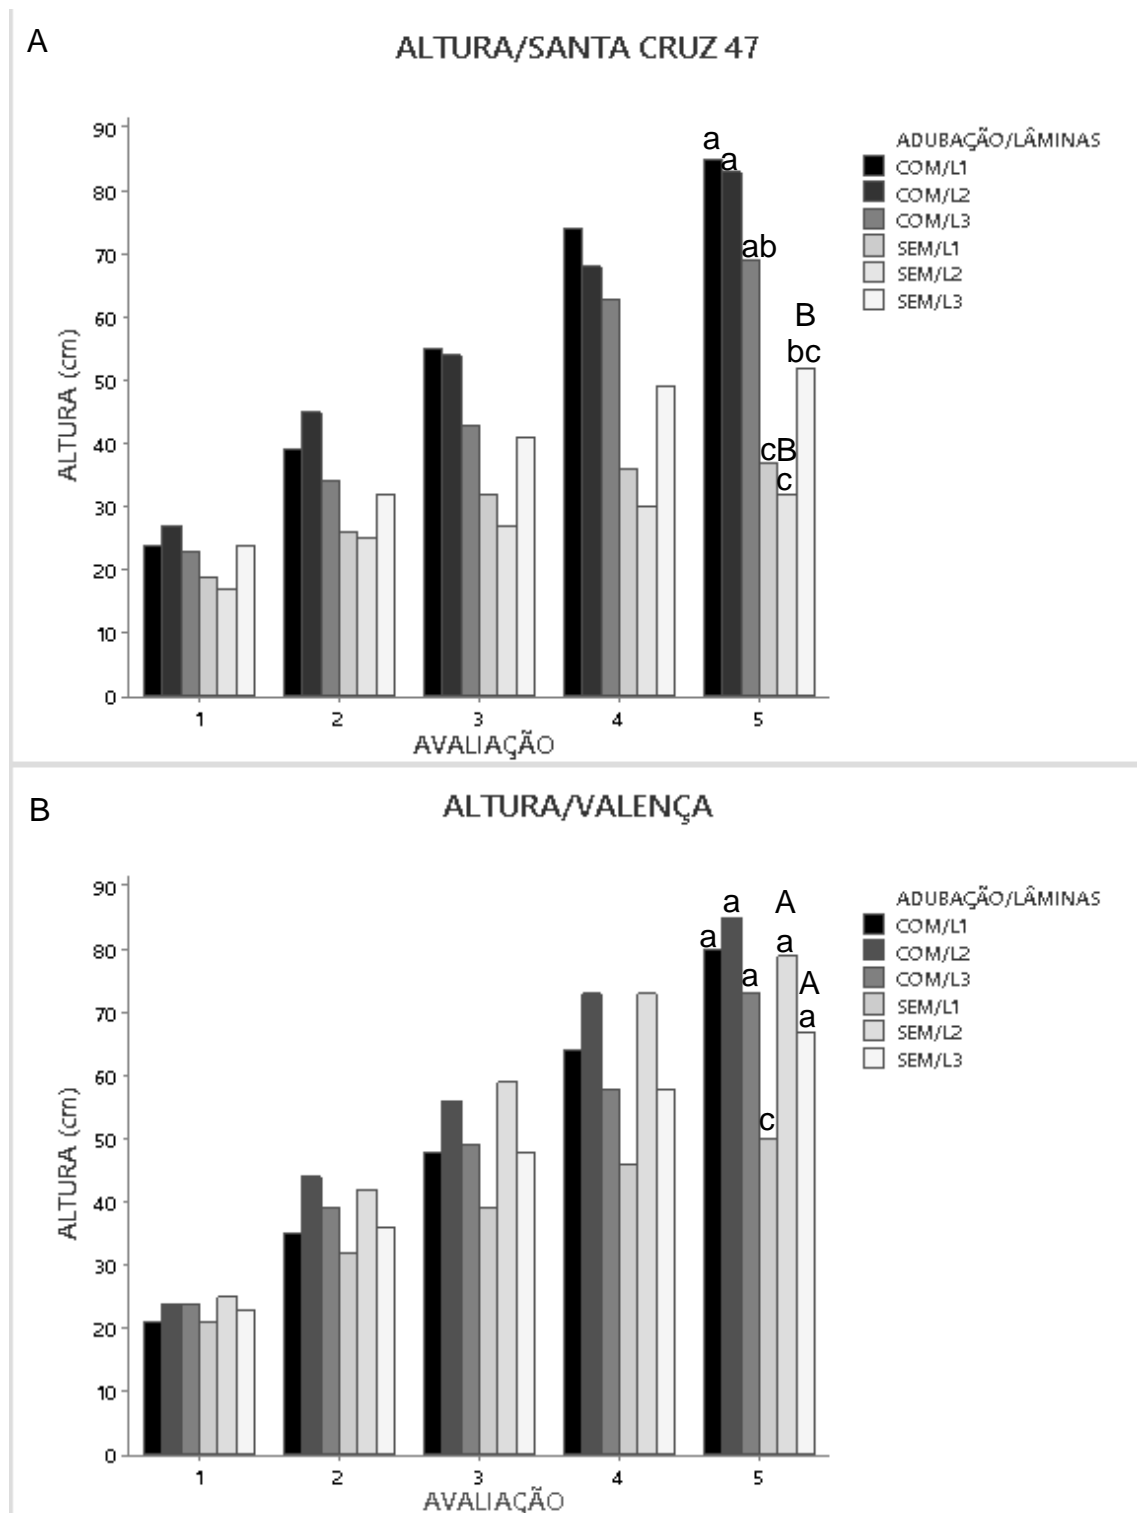 A
ALTURA/SANTA CRUZ 47
ADUBAÇÃO/LÂMINAS
COM/L1
COM/L2
COM/L3
SEM/L1
SEM/L2
SEM/L3
ALTURA (cm)
90
80
70
60
50
40
30
20
10
0
a
a
ab
B
bc
cB
c
1 2 3 4 5
AVALIAÇÃO
B
ALTURA/VALENÇA
ADUBAÇÃO/LÂMINAS
COM/L1
COM/L2
COM/L3
SEM/L1
SEM/L2
SEM/L3
ALTURA (cm)
90
80
70
60
50
40
30
20
10
0
a
A
a
a
a
A
a
c
1 2 3 4 5
AVALIAÇÃO